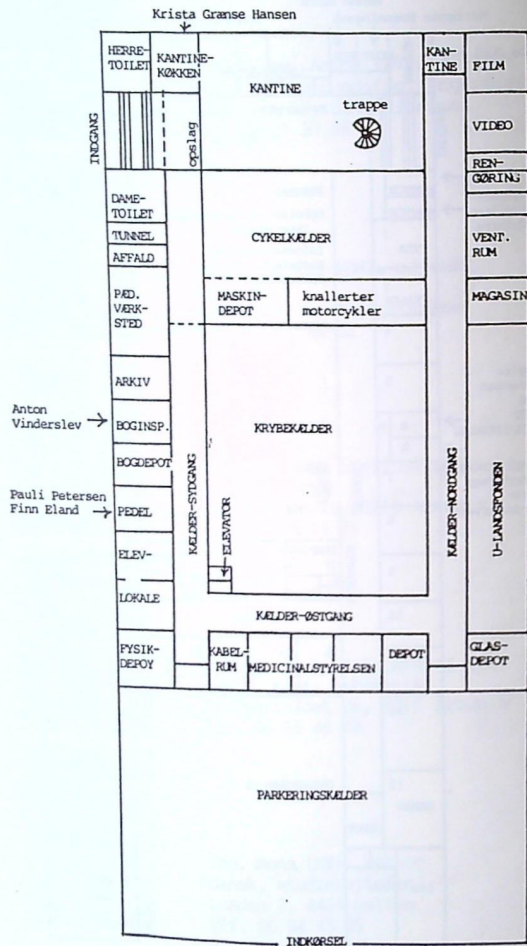 Krista Grænse Hansen
HERRE-
TOILET
KANTINE-
KØKKEN
KANTINE
KAN-
TINE
FILM
trappe
INDGANG
opslag
VIDEO
REN-
GØRING
DAME-
TOILET
TUNNEL
AFFALD
CYKELKÆLDER
VENT.
RUM
PÆD.
VÆRK-
STED
MASKIN-
DEPOT
knallerter
motorcykler
MAGASIN
ARKIV
Anton
Vinderslev
BOGINSP.
KRYBEKÆLDER
BOGDEPOT
Pauli Petersen
Finn Eland
PEDEL
KÆLDER-SYDGANG
ELEVATOR
KÆLDER-NORDGANG
U-LANDSFONDEN
ELEV-
LOKALE
KÆLDER-ØSTGANG
FYSIK-
DEPOY
KABEL-
RUM
MEDICINALSTYRELSEN
DEPOT
GLAS-
DEPOT
PARKERINGSKÆLDER
INDKØRSEL